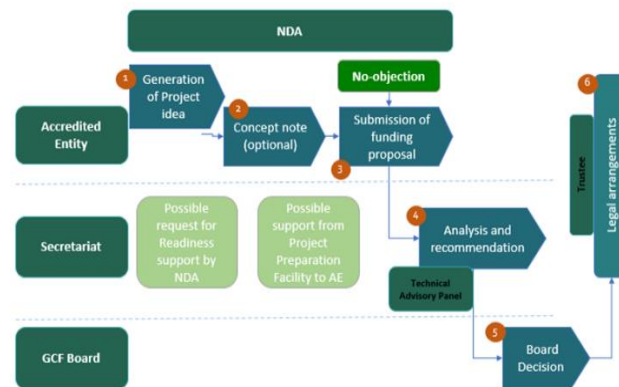 NDA
1
Generation
of Project
idea
No-objection
6
Accredited
Entity
2
Concept note
(optional)
Submission of
funding
proposal
3
Trustee
Legal arrangements
Secretariat
Possible
request for
Readiness
support by
NDA
Possible
support from
Project
Preparation
Facility to AE
4
Analysis and
recommendation
Technical
Advisory Panel
GCF Board
5
Board
Decision